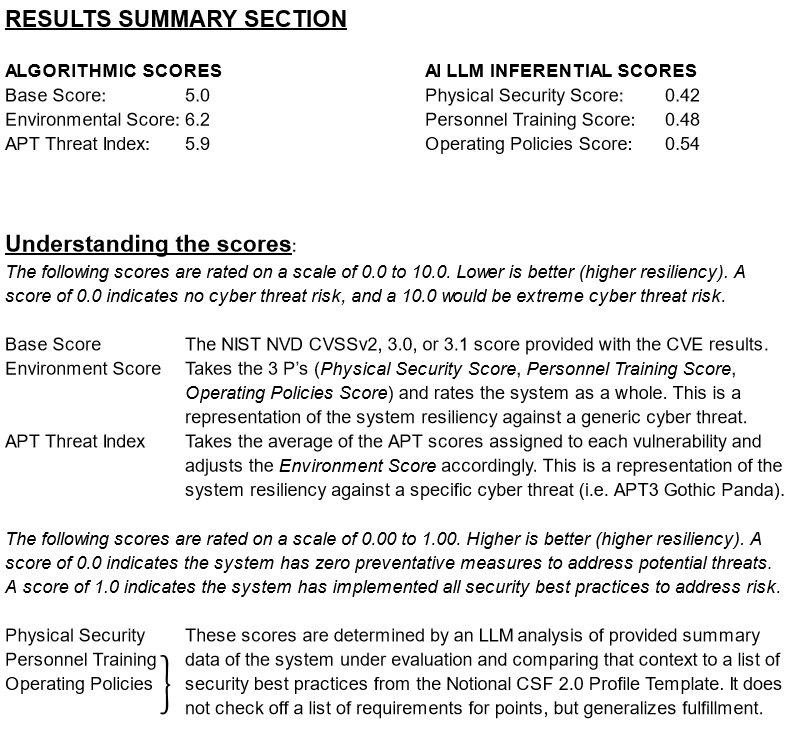 RESULTS SUMMARY SECTION
ALGORITHMIC SCORES
Base Score: 5.0
Environmental Score: 6.2
APT Threat Index: 5.9
AI LLM INFERENTIAL SCORES
Physical Security Score: 0.42
Personnel Training Score: 0.48
Operating Policies Score: 0.54
Understanding the scores:
The following scores are rated on a scale of 0.0 to 10.0. Lower is better (higher resiliency). A
score of 0.0 indicates no cyber threat risk, and a 10.0 would be extreme cyber threat risk.
Base Score The NIST NVD CVSSv2, 3.0, or 3.1 score provided with the CVE results.
Environment Score Takes the 3 P's (Physical Security Score, Personnel Training Score,
Operating Policies Score) and rates the system as a whole. This is a
representation of the system resiliency against a generic cyber threat.
APT Threat Index Takes the average of the APT scores assigned to each vulnerability and
adjusts the Environment Score accordingly. This is a representation of the
system resiliency against a specific cyber threat (i.e. APT3 Gothic Panda).
The following scores are rated on a scale of 0.00 to 1.00. Higher is better (higher resiliency). A
score of 0.0 indicates the system has zero preventative measures to address potential threats.
A score of 1.0 indicates the system has implemented all security best practices to address risk.
Physical Security These scores are determined by an LLM analysis of provided summary
Personnel Training data of the system under evaluation and comparing that context to a list of
Operating Policies security best practices from the Notional CSF 2.0 Profile Template. It does
not check off a list of requirements for points, but generalizes fulfillment.